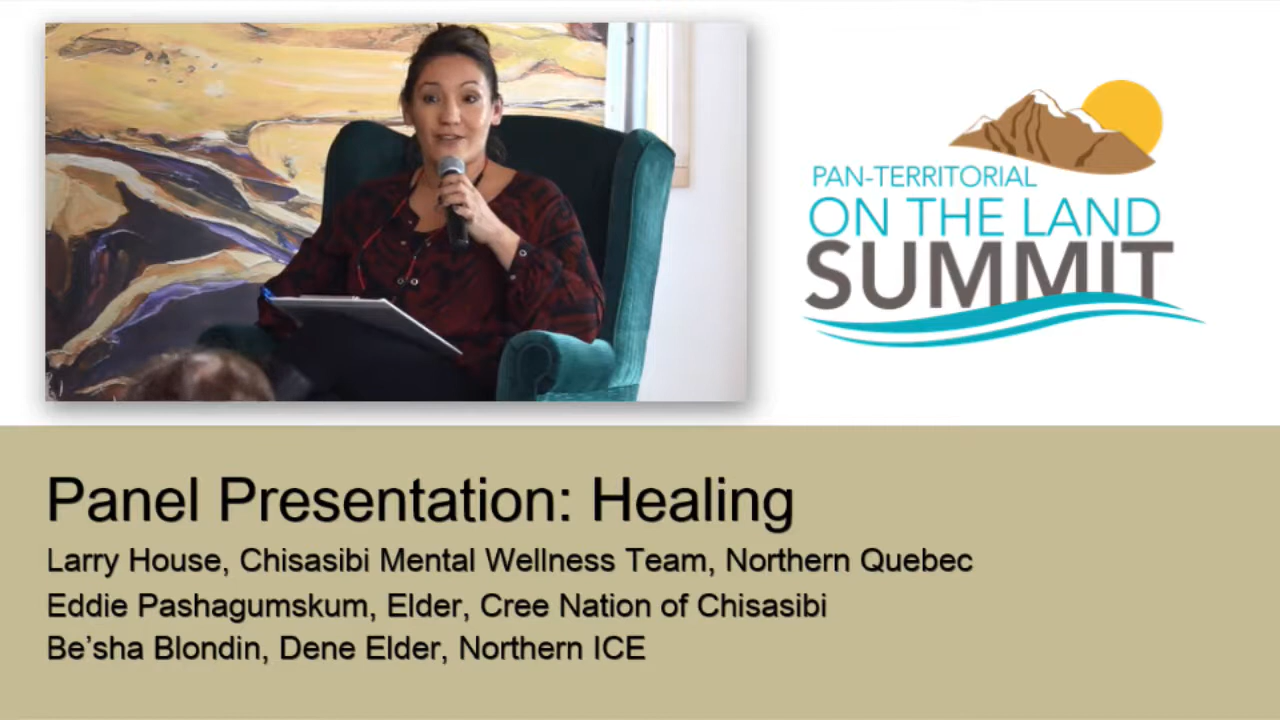 PAN-TERRITORIAL
ON THE LAND
SUMMIT
Panel Presentation: Healing
Larry House, Chisasibi Mental Wellness Team, Northern Quebec
Eddie Pashagumskum, Elder, Cree Nation of Chisasibi
Be’sha Blondin, Dene Elder, Northern ICE